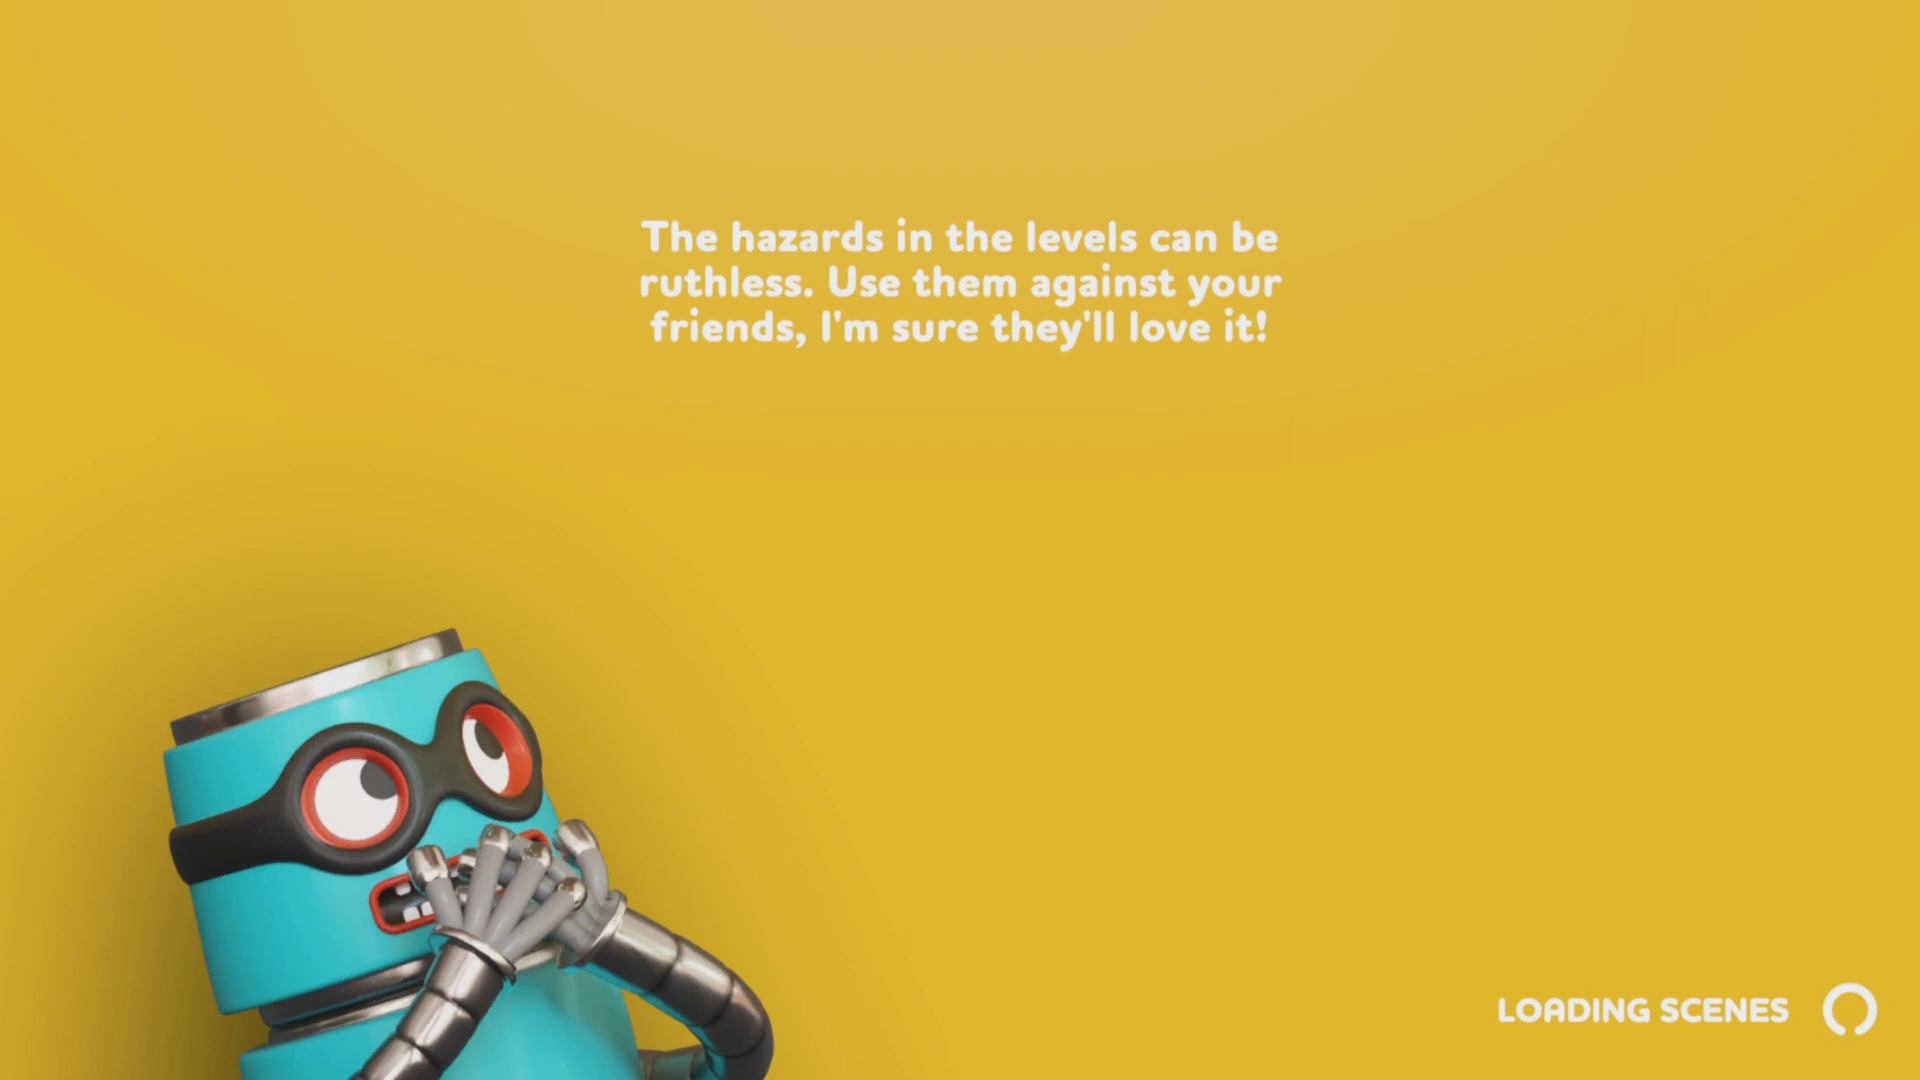 The hazards in the levels can be
ruthless. Use them against your
friends, I'm sure they'll love it!
LOADING SCENES